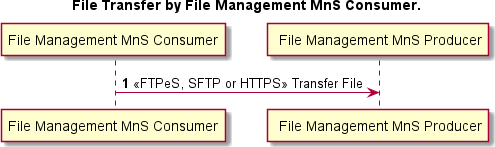 File Transfer by File Management MnS Consumer.
File Management MnS Consumer
File Management MnS Producer
1 «FTPeS, SFTP or HTTPS» Transfer File
File Management MnS Consumer
File Management MnS Producer